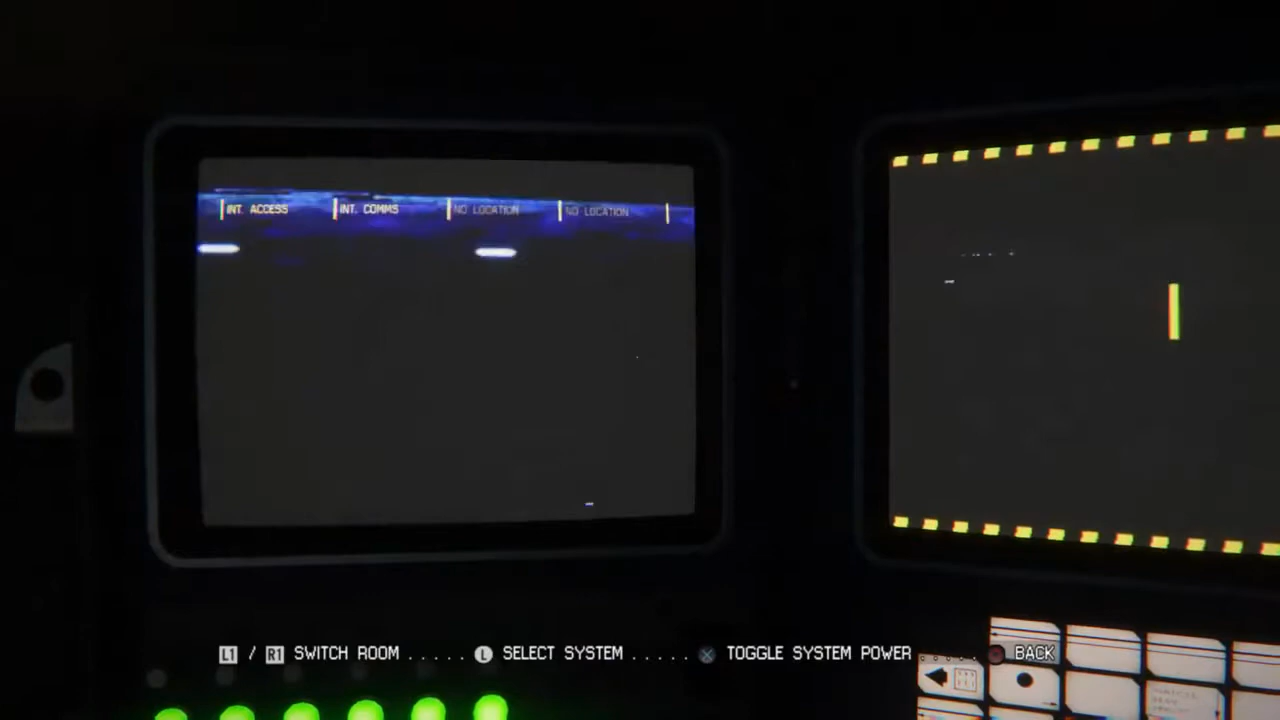 INT. ACCESS INT. COMMS NO LOCATION NO LOCATION
L1 / R1 SWITCH ROOM ..... L SELECT SYSTEM ..... TOGGLE SYSTEM POWER ..... BACK